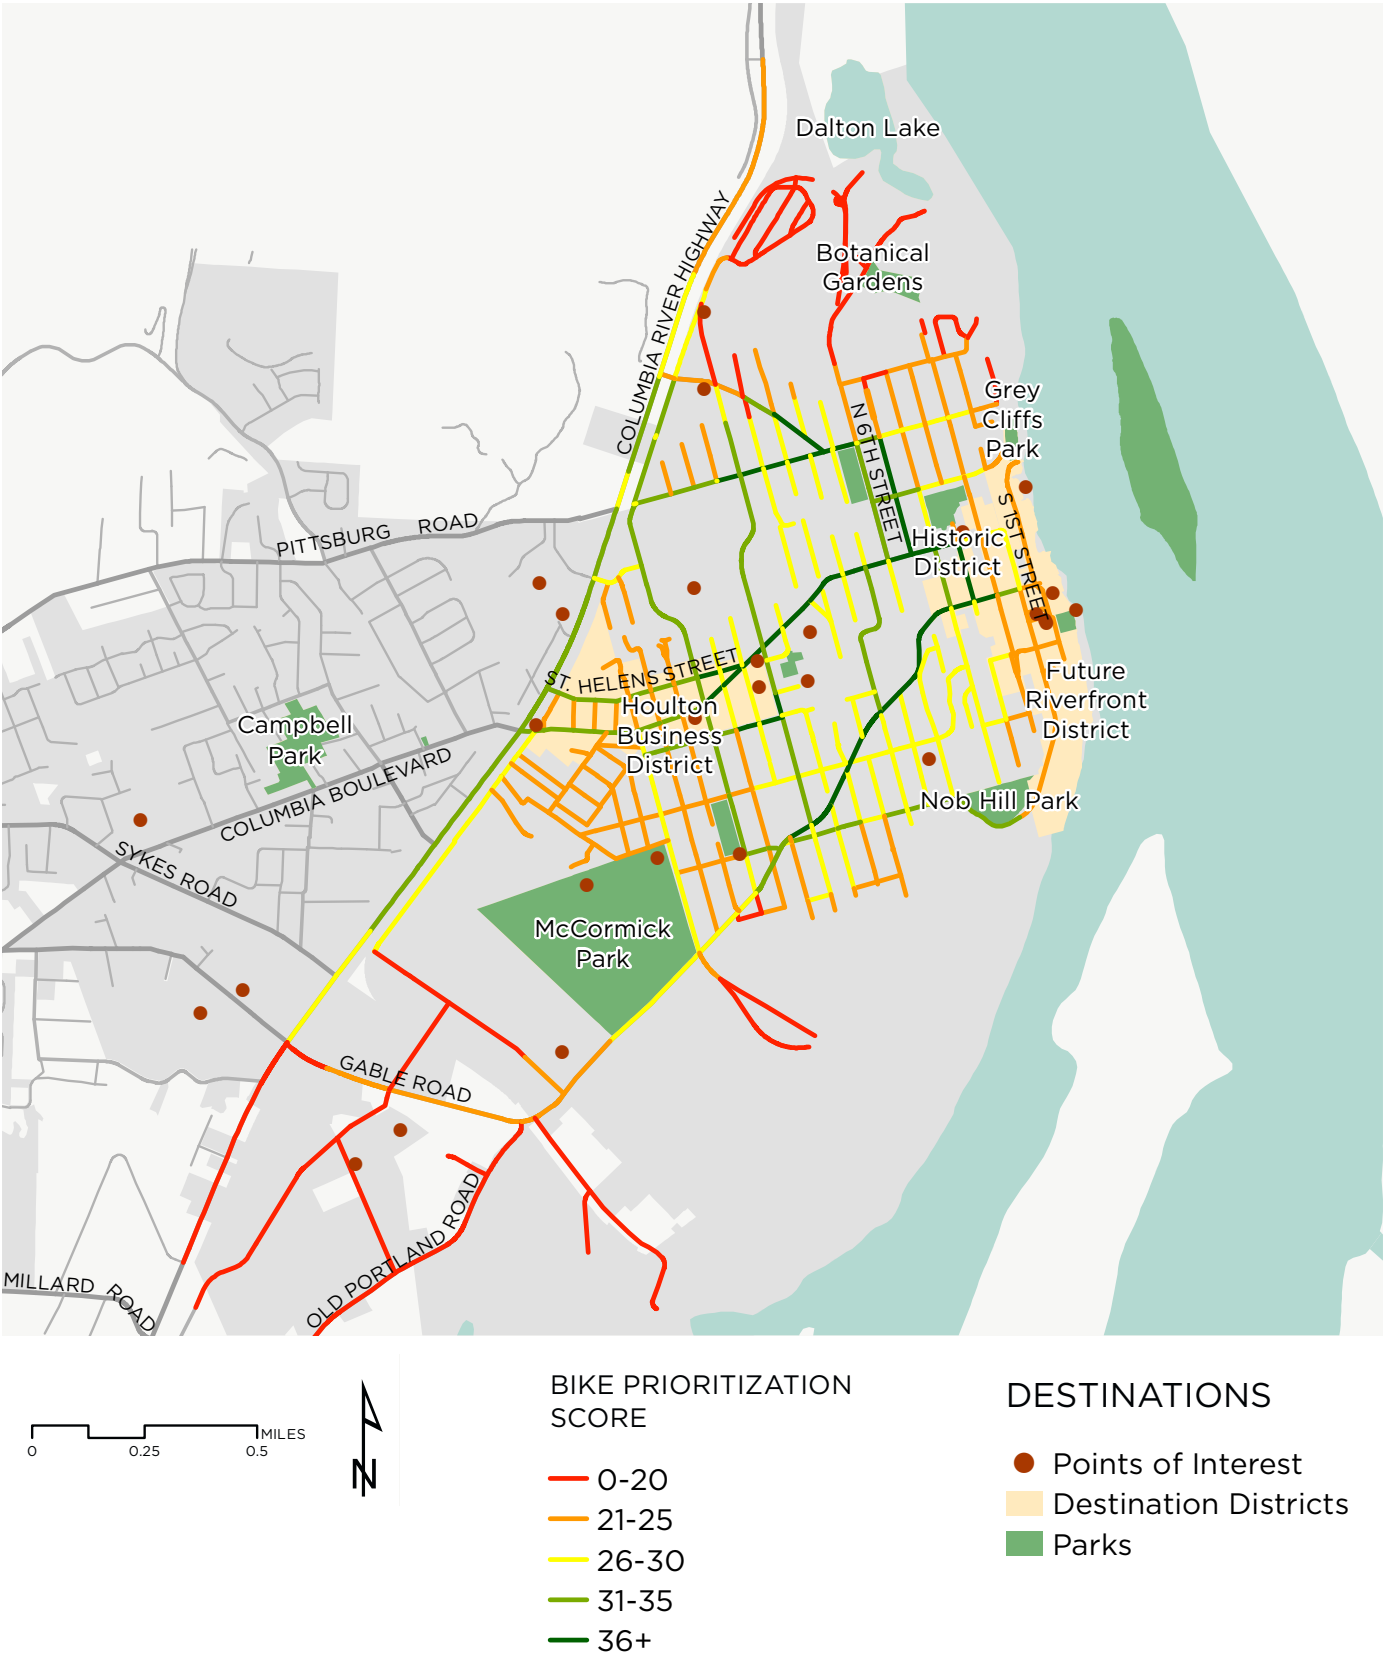 Dalton Lake
COLUMBIA RIVER HIGHWAY
Botanical
Gardens
Grey
Cliffs
Park
N 6TH STREET
S 1ST STREET
PITTSBURG ROAD
Historic
District
ST. HELENS STREET
Future
Riverfront
District
Houlton
Business
District
Campbell
Park
COLUMBIA BOULEVARD
Nob Hill Park
SYKES ROAD
McCormick
Park
GABLE ROAD
OLD PORTLAND ROAD
MILLARD ROAD
0 0.25 0.5 MILES
N
BIKE PRIORITIZATION
SCORE
0-20
21-25
26-30
31-35
36+
DESTINATIONS
Points of Interest
Destination Districts
Parks